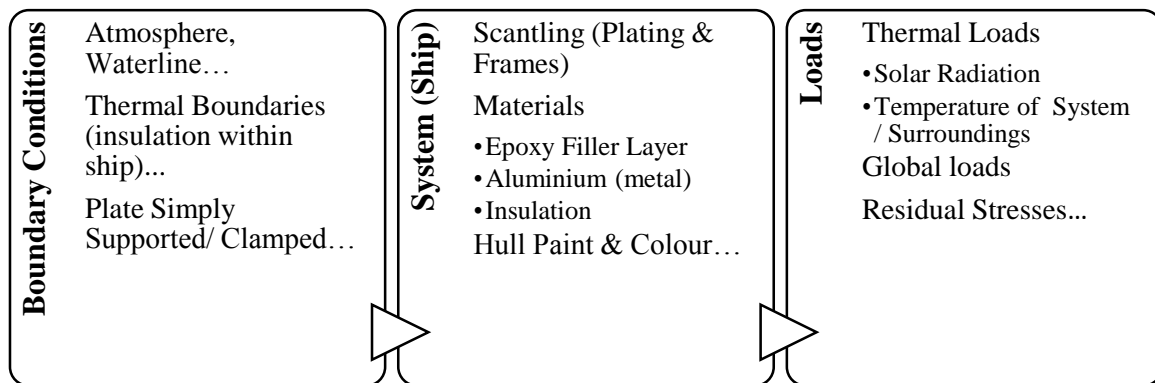 Boundary Conditions
Atmosphere,
Waterline…
Thermal Boundaries
(insulation within
ship)...
Plate Simply
Supported/ Clamped…
System (Ship)
Scantling (Plating &
Frames)
Materials
•Epoxy Filler Layer
•Aluminium (metal)
•Insulation
Hull Paint & Colour…
Loads
Thermal Loads
•Solar Radiation
•Temperature of System
/ Surroundings
Global loads
Residual Stresses...